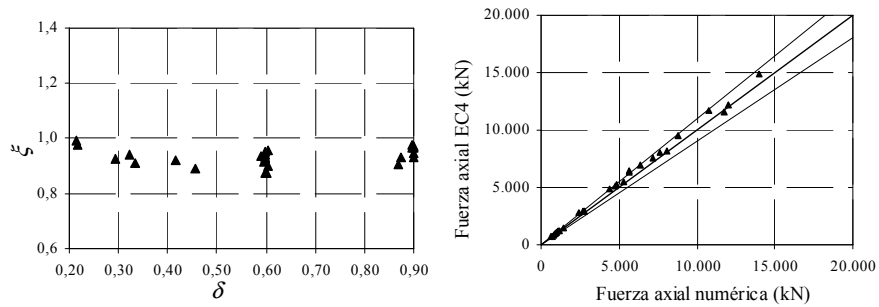 1,4
1,2
1,0
0,8
0,6
ξ
0,20 0,30 0,40 0,50 0,60 0,70 0,80 0,90
δ
20.000
15.000
10.000
5.000
0
Fuerza axial EC4 (kN)
0 5.000 10.000 15.000 20.000
Fuerza axial numérica (kN)